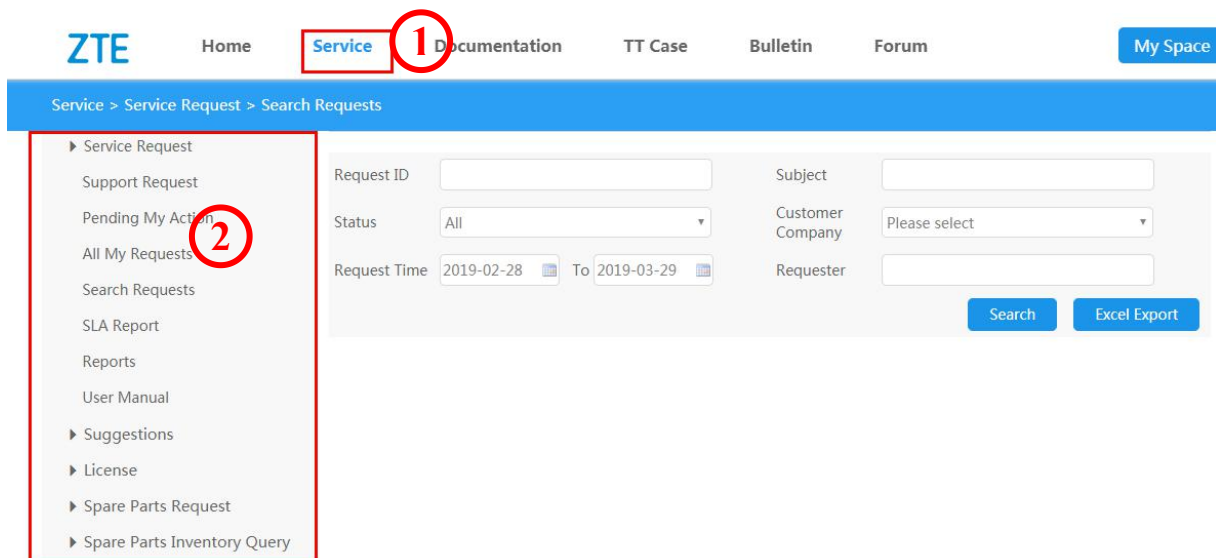 ZTE Home Service 1 Documentation TT Case Bulletin Forum My Space
Service > Service Request > Search Requests
Service Request
Support Request
Pending My Action
2
All My Requests
Search Requests
SLA Report
Reports
User Manual
Suggestions
License
Spare Parts Request
Spare Parts Inventory Query
Request ID Subject
Status All Customer Company Please select
Request Time 2019-02-28 To 2019-03-29 Requester
Search Excel Export